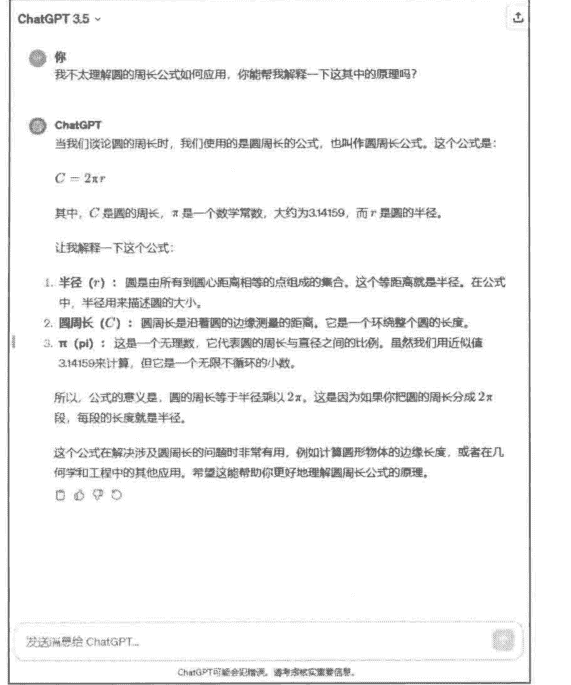 ChatGPT 3.5
你
我不太理解圆的周长公式如何应用，你能帮我解释一下这其中的原理吗？
ChatGPT
当我们谈论圆的周长时，我们使用的是圆周长的公式，也叫作圆周长公式。这个公式是：
C = 2πr
其中，C 是圆的周长，π 是一个数学常数，大约为3.14159，而 r 是圆的半径。
让我解释一下这个公式：
1. 半径（r）：圆是由所有到圆心距离相等的点组成的集合。这个等距离就是半径。在公式
中，半径用来描述圆的大小。
2. 圆周长（C）：圆周长是沿着圆的边缘测量的距离。它是一个环绕整个圆的长度。
3. π（pi）：这是一个无理数，它代表圆的周长与直径之间的比例。虽然我们用近似值
3.14159来计算，但它是一个无限不循环的小数。
所以，公式的意义是，圆的周长等于半径乘以 2π。这是因为如果你把圆的周长分成 2π
段，每段的长度就是半径。
这个公式在解决涉及圆周长的问题时非常有用，例如计算圆形物体的边缘长度，或者在几
何学和工程中的其他应用。希望这能帮助你更好地理解圆周长公式的原理。
发送消息给 ChatGPT...
ChatGPT可能会犯错误。请考虑核实重要信息。